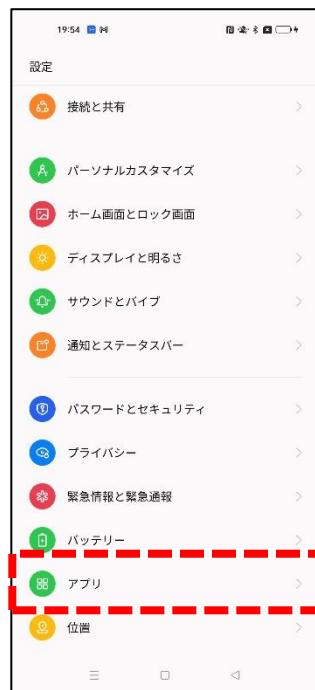 19:54
設定
接続と共有
パーソナルカスタマイズ
ホーム画面とロック画面
ディスプレイと明るさ
サウンドとバイブ
通知とステータスバー
パスワードとセキュリティ
プライバシー
緊急情報と緊急通報
バッテリー
アプリ
位置